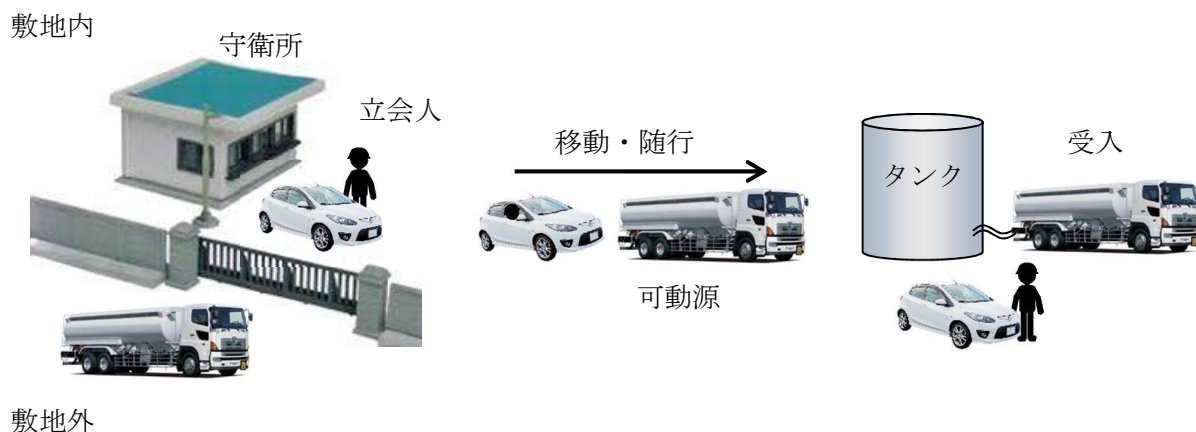 敷地内
守衛所
立会人
移動・随行
可動源
タンク
受入
敷地外